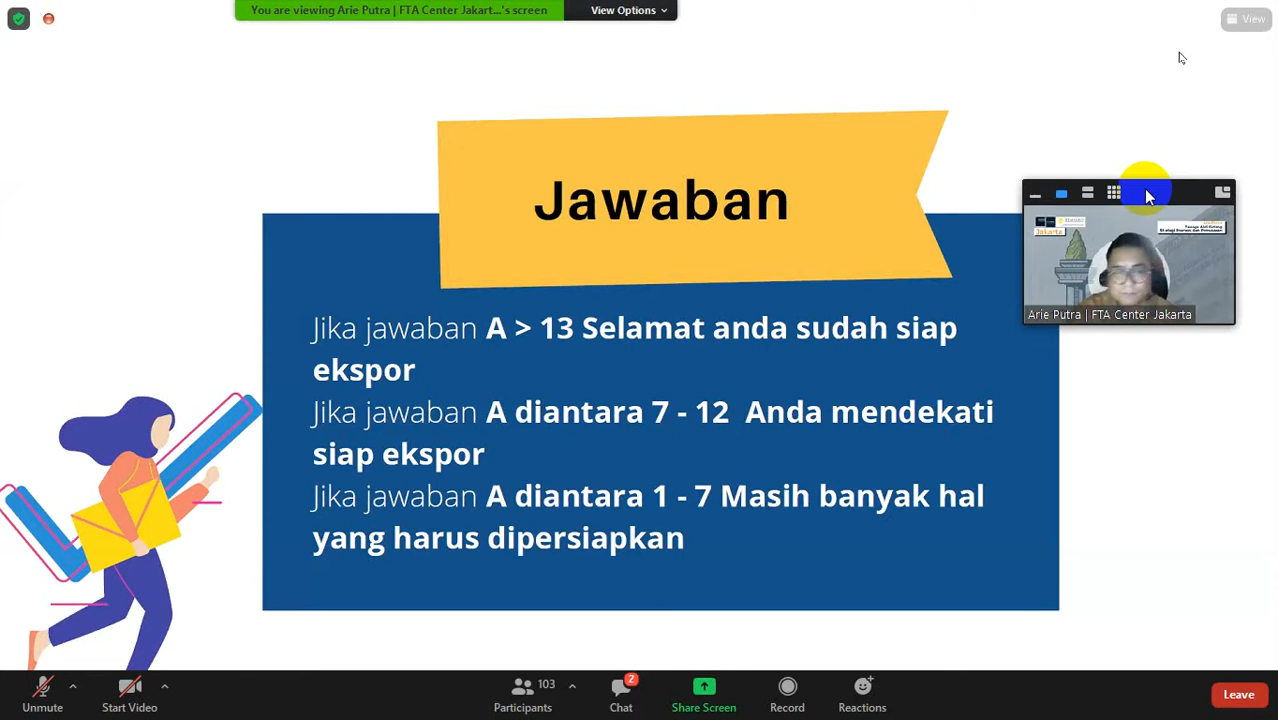 You are viewing Arie Putra | FTA Center Jakart...'s screen
View Options
View
Jawaban
Jika jawaban A > 13 Selamat anda sudah siap
ekspor
Jika jawaban A diantara 7 - 12 Anda mendekati
siap ekspor
Jika jawaban A diantara 1 - 7 Masih banyak hal
yang harus dipersiapkan
Jakarta
Arie Putra | FTA Center Jakarta
Unmute
Start Video
103
Participants
2
Chat
Share Screen
Record
Reactions
Leave